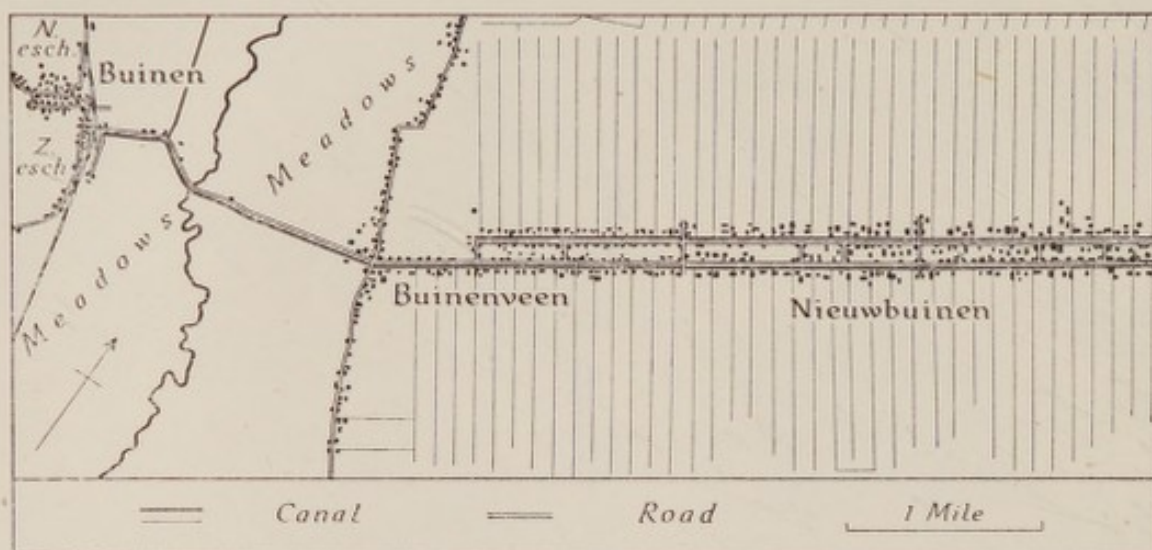 N.
esch.
Buinen
Z.
esch
Meadows
Meadows
Buinenveen
Nieuwbuinen
Canal
Road
1 Mile